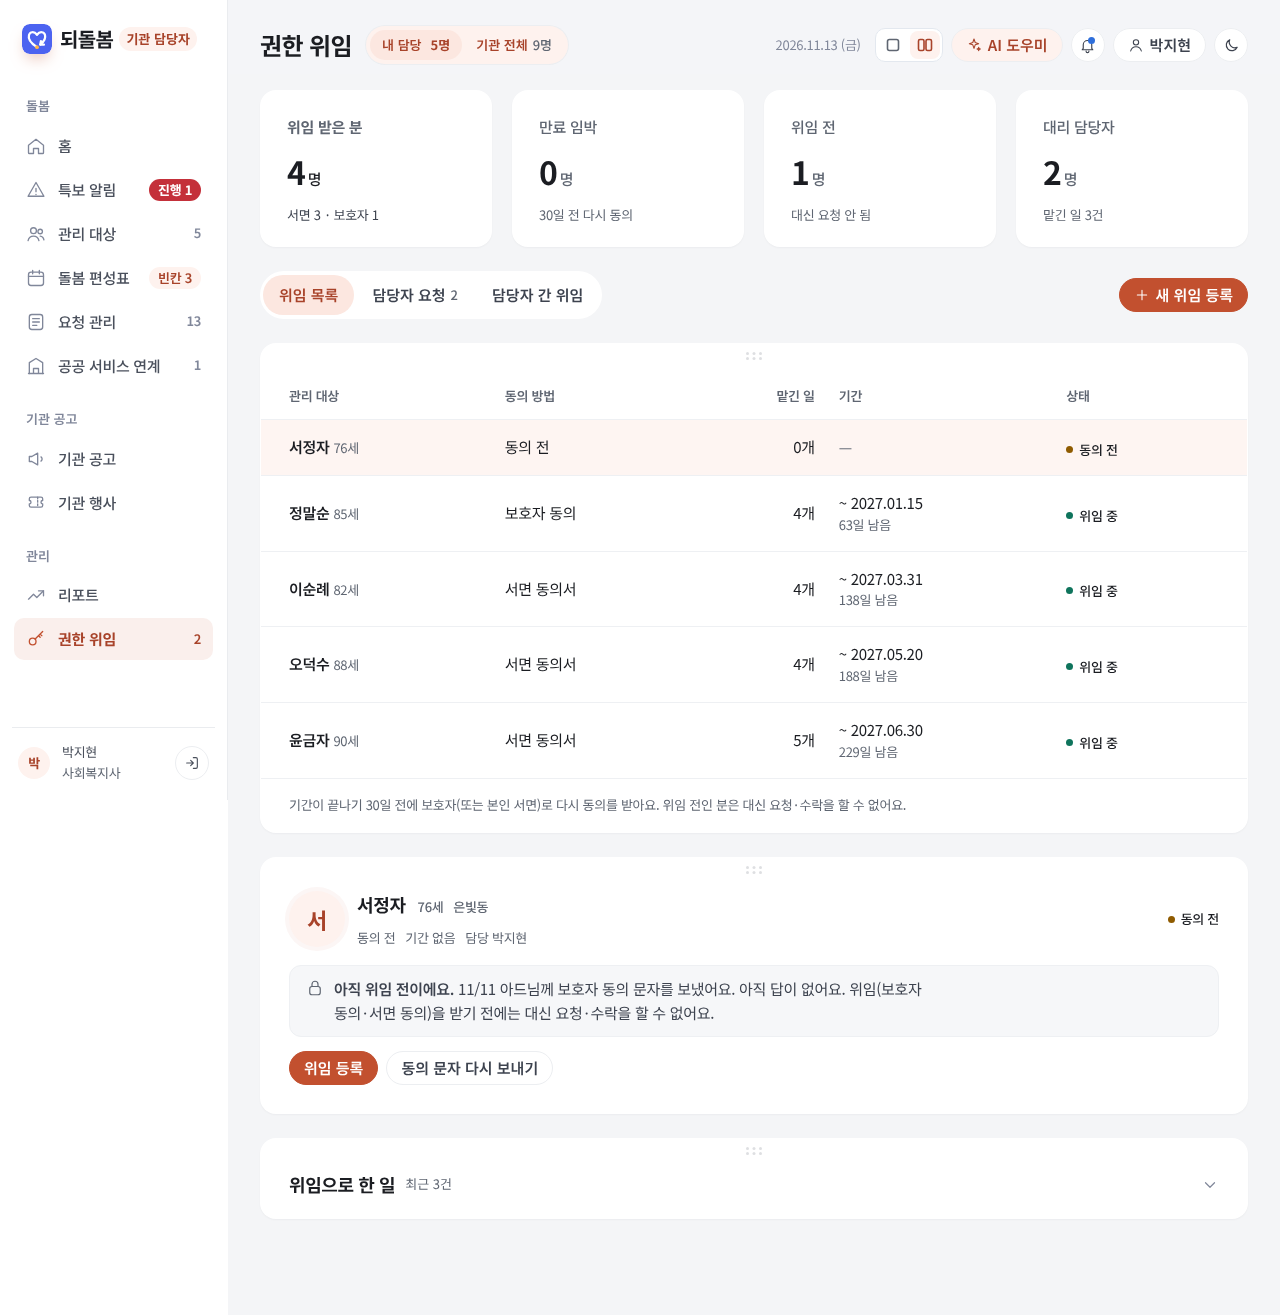 되돌봄 기관 담당자
돌봄
홈
특보 알림 진행 1
관리 대상 5
돌봄 편성표 빈칸 3
요청 관리 13
공공 서비스 연계 1
기관 공고
기관 공고
기관 행사
관리
리포트
권한 위임 2
박 박지현
사회복지사
권한 위임 내 담당 5명 기관 전체 9명 2026.11.13 (금) AI 도우미 박지현
위임 받은 분
4명
서면 3 · 보호자 1
만료 임박
0명
30일 전 다시 동의
위임 전
1명
대신 요청 안 됨
대리 담당자
2명
맡긴 일 3건
위임 목록 담당자 요청 2 담당자 간 위임 + 새 위임 등록
관리 대상 동의 방법 맡긴 일 기간 상태
서정자 76세 동의 전 0개 — 동의 전
정말순 85세 보호자 동의 4개 ~ 2027.01.15 위임 중
63일 남음
이순례 82세 서면 동의서 4개 ~ 2027.03.31 위임 중
138일 남음
오덕수 88세 서면 동의서 4개 ~ 2027.05.20 위임 중
188일 남음
윤금자 90세 서면 동의서 5개 ~ 2027.06.30 위임 중
229일 남음
기간이 끝나기 30일 전에 보호자(또는 본인 서면)로 다시 동의를 받아요. 위임 전인 분은 대신 요청·수락을 할 수 없어요.
서 서정자 76세 은빛동 동의 전
동의 전 기간 없음 담당 박지현
아직 위임 전이에요. 11/11 아드님께 보호자 동의 문자를 보냈어요. 아직 답이 없어요. 위임(보호자
동의·서면 동의)을 받기 전에는 대신 요청·수락을 할 수 없어요.
위임 등록 동의 문자 다시 보내기
위임으로 한 일 최근 3건